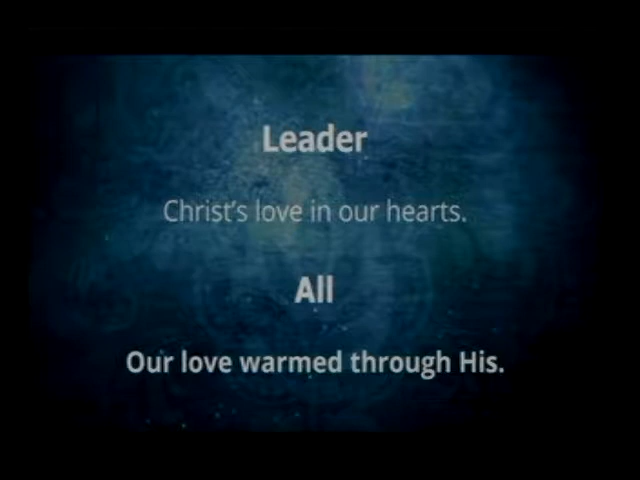 Leader
Christ's love in our hearts.
All
Our love warmed through His.